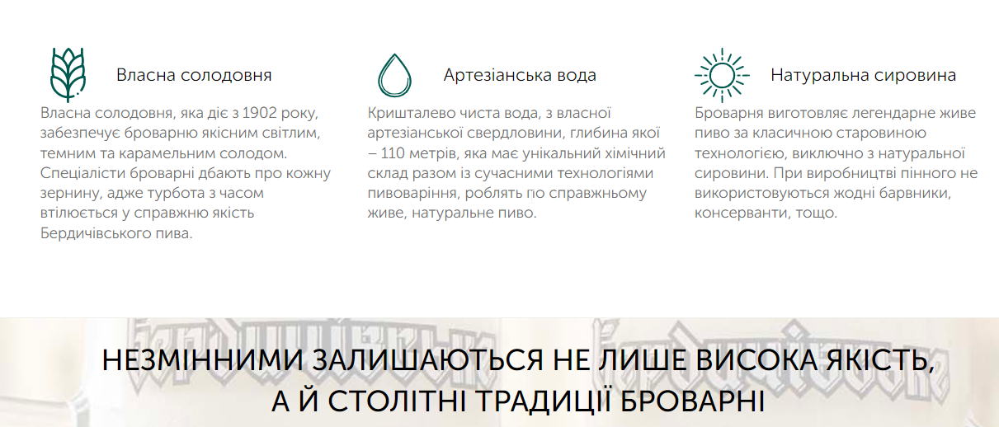 Власна солодовня
Власна солодовня, яка діє з 1902 року,
забезпечує броварню якісним світлим,
темним та карамельним солодом.
Спеціалісти броварні дбають про кожну
зернину, адже турбота з часом
втілюється у справжню якість
Бердичівського пива.
Артезіанська вода
Кришталево чиста вода, з власної
артезіанської свердловини, глибина якої
– 110 метрів, яка має унікальний хімічний
склад разом із сучасними технологіями
пивоваріння, роблять по справжньому
живе, натуральне пиво.
Натуральна сировина
Броварня виготовляє легендарне живе
пиво за класичною старовиною
технологією, виключно з натуральної
сировини. При виробництві пінного не
використовуються жодні барвники,
консерванти, тощо.
Бердичівське Бердичівське
НЕЗМІННИМИ ЗАЛИШАЮТЬСЯ НЕ ЛИШЕ ВИСОКА ЯКІСТЬ,
А Й СТОЛІТНІ ТРАДИЦІЇ БРОВАРНІ